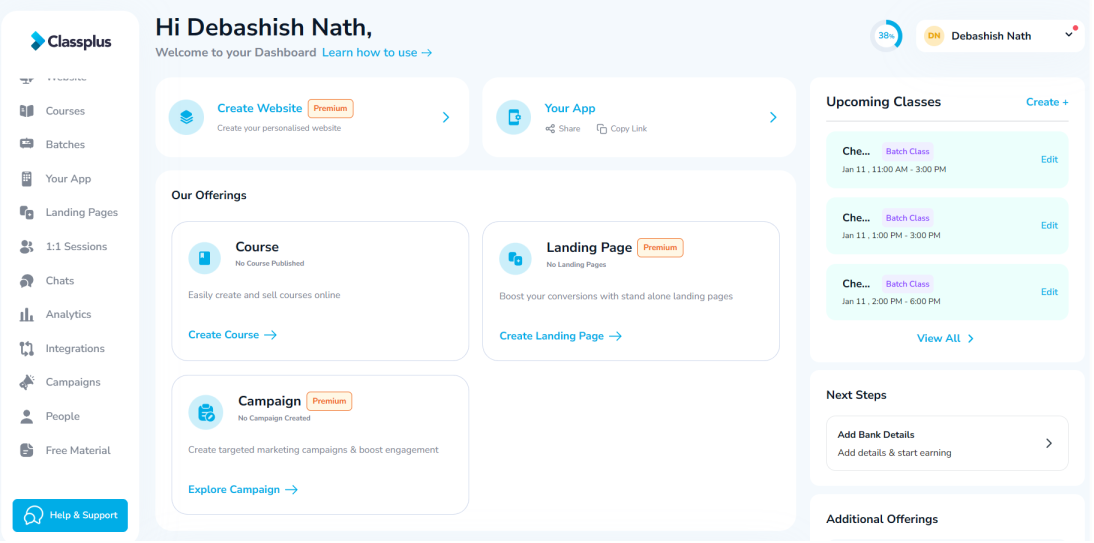 Classplus
Website
Courses
Batches
Your App
Landing Pages
1:1 Sessions
Chats
Analytics
Integrations
Campaigns
People
Free Material
Help & Support
Hi Debashish Nath,
Welcome to your Dashboard Learn how to use →
38%
DN Debashish Nath
Create Website Premium
Create your personalised website
Your App
Share Copy Link
Our Offerings
Course
No Course Published
Easily create and sell courses online
Create Course →
Landing Page Premium
No Landing Pages
Boost your conversions with stand alone landing pages
Create Landing Page →
Campaign Premium
No Campaign Created
Create targeted marketing campaigns & boost engagement
Explore Campaign →
Upcoming Classes Create +
Che... Batch Class
Jan 11 , 11:00 AM - 3:00 PM
Edit
Che... Batch Class
Jan 11 , 1:00 PM - 3:00 PM
Edit
Che... Batch Class
Jan 11 , 2:00 PM - 6:00 PM
Edit
View All >
Next Steps
Add Bank Details
Add details & start earning
Additional Offerings